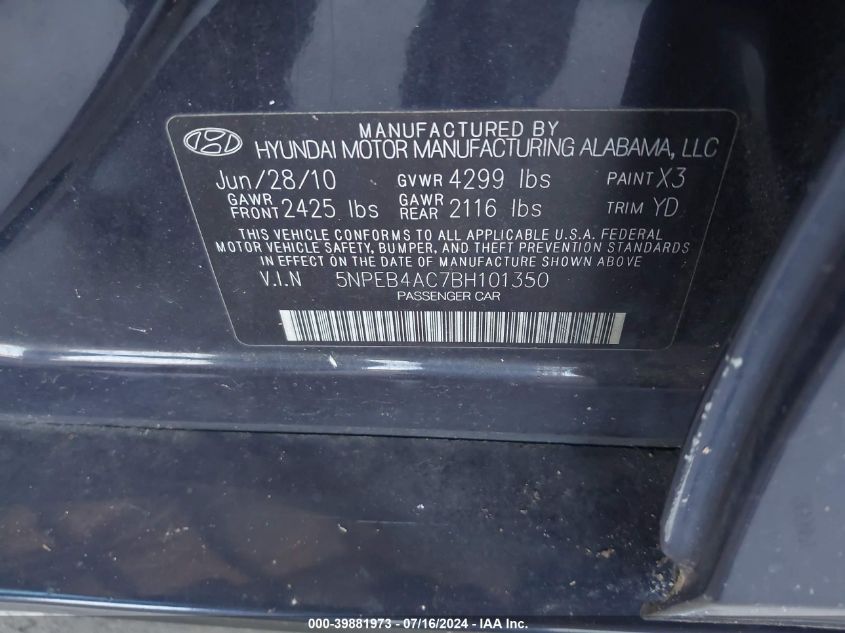 MANUFACTURED BY
HYUNDAI MOTOR MANUFACTURING ALABAMA, LLC
Jun/28/10 GVWR 4299 lbs PAINT X3
GAWR FRONT 2425 lbs GAWR REAR 2116 lbs TRIM YD
THIS VEHICLE CONFORMS TO ALL APPLICABLE U.S.A. FEDERAL
MOTOR VEHICLE SAFETY, BUMPER, AND THEFT PREVENTION STANDARDS
IN EFFECT ON THE DATE OF MANUFACTURE SHOWN ABOVE
V.I.N 5NPEB4AC7BH101350
PASSENGER CAR
000-39881973 - 07/16/2024 - IAA Inc.